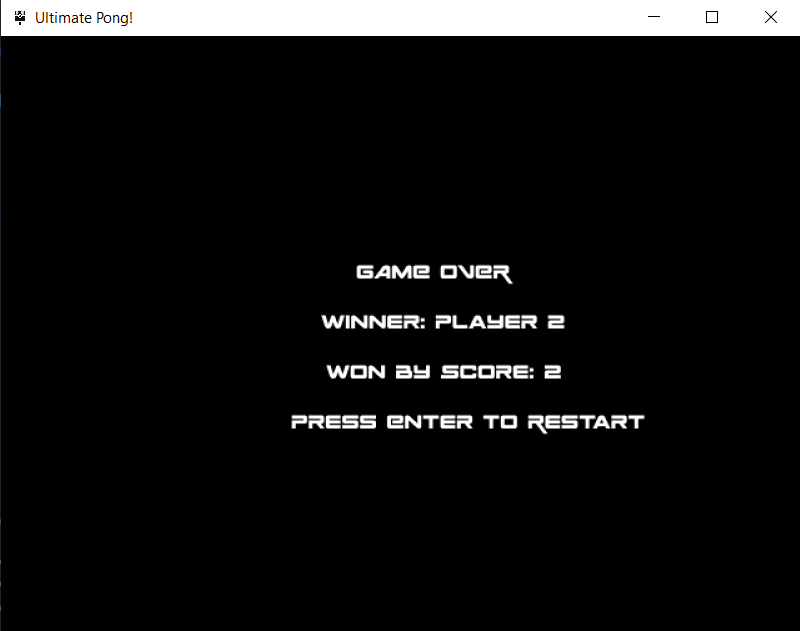 Ultimate Pong!
GAME OVER
WINNER: PLAYER 2
WON BY SCORE: 2
PRESS ENTER TO RESTART